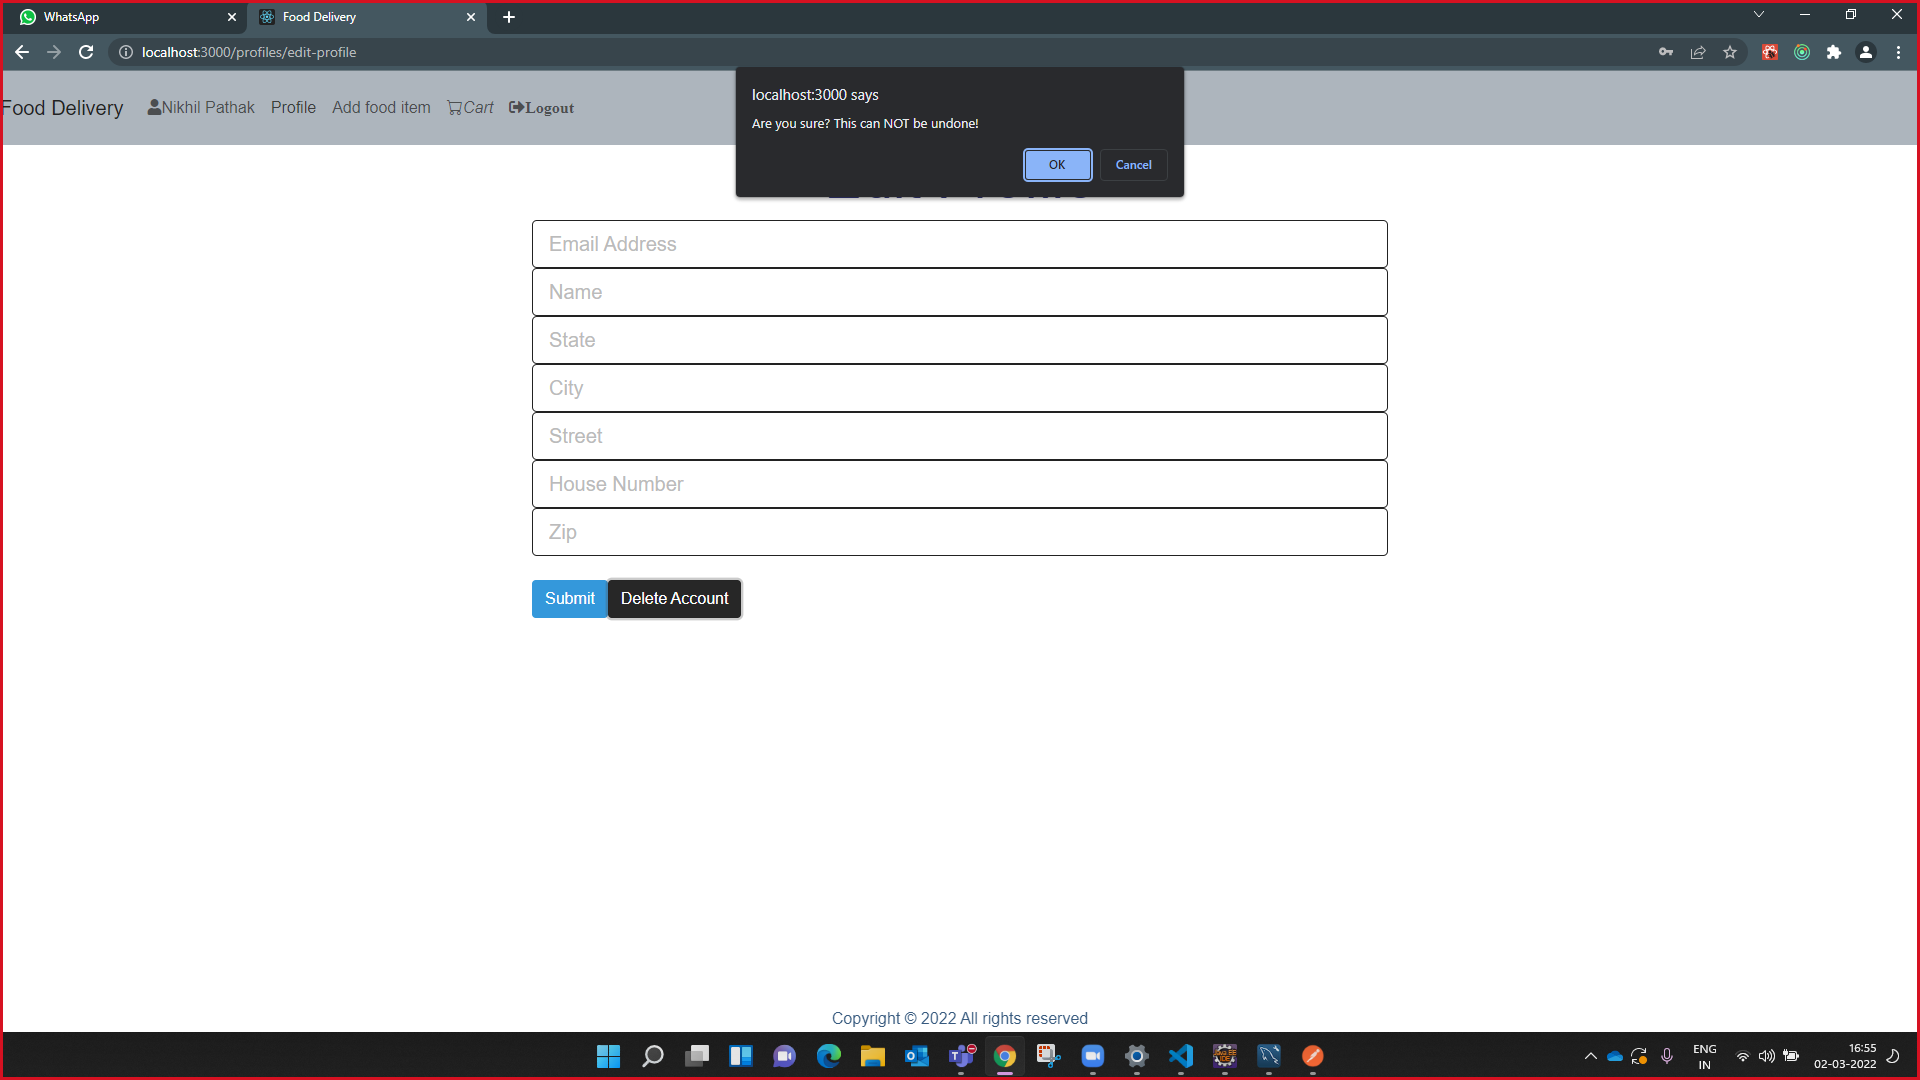 WhatsApp
Food Delivery
localhost:3000/profiles/edit-profile
Food Delivery Nikhil Pathak Profile Add food item Cart Logout
localhost:3000 says
Are you sure? This can NOT be undone!
OK Cancel
Email Address
Name
State
City
Street
House Number
Zip
Submit Delete Account
Copyright © 2022 All rights reserved
ENG
IN
16:55
02-03-2022